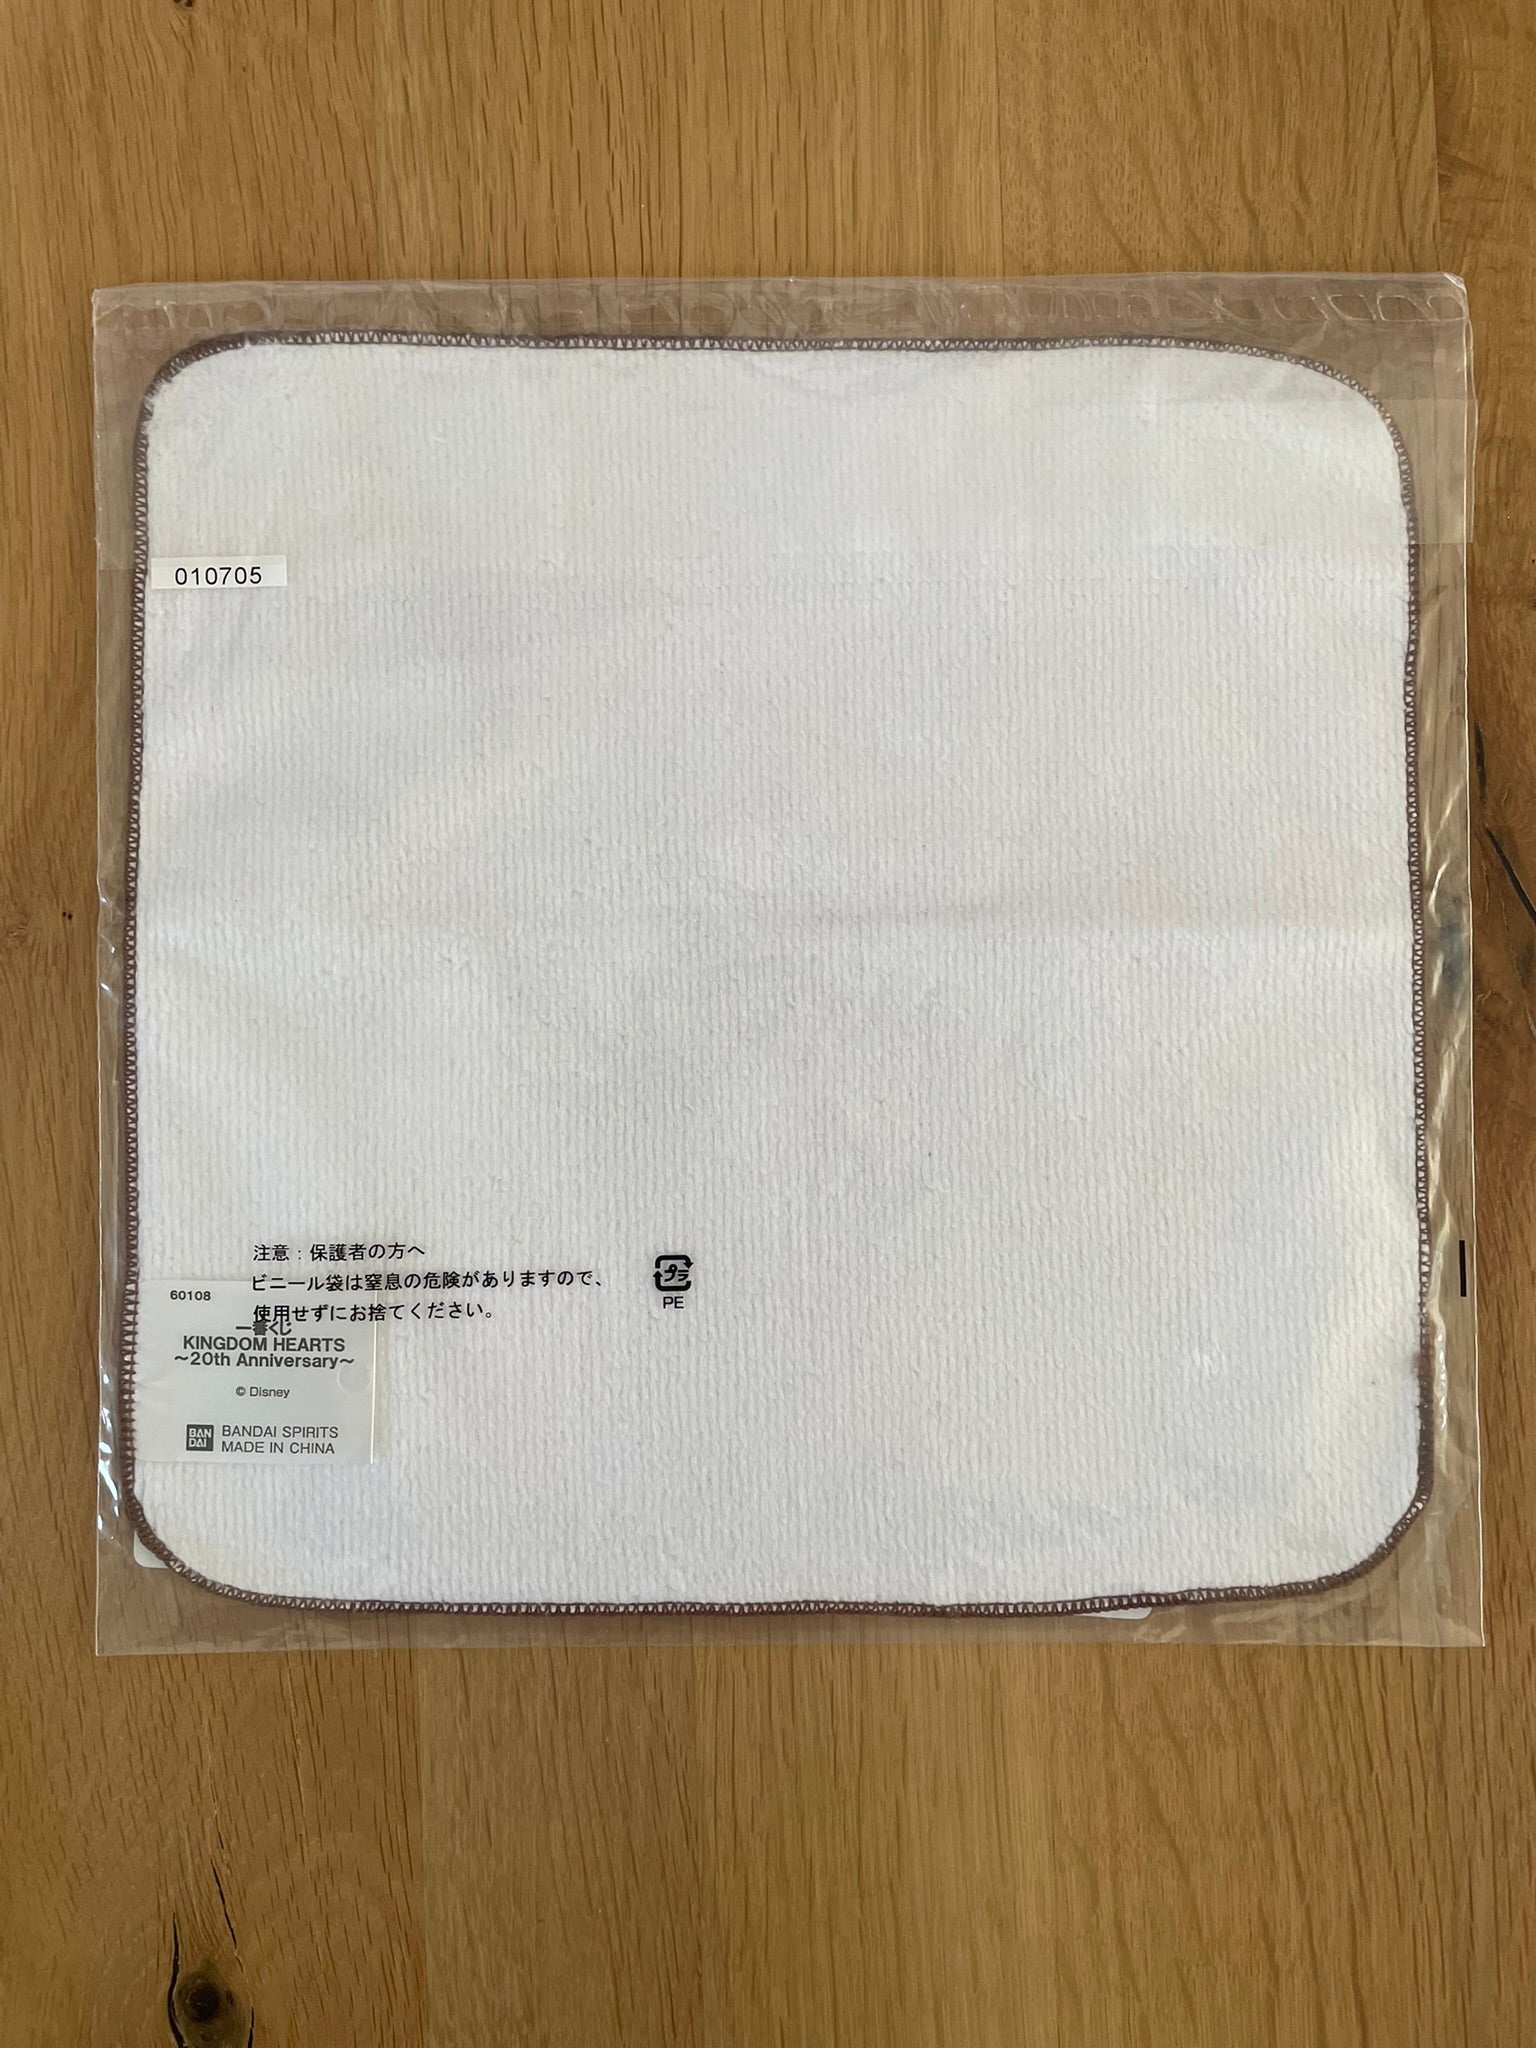 010705
注意：保護者の方へ
ビニール袋は窒息の危険がありますので、
使用せずにお捨てください。
プラ
PE
60108
一番くじ
KINGDOM HEARTS
～20th Anniversary～
© Disney
BAN
DAI
BANDAI SPIRITS
MADE IN CHINA